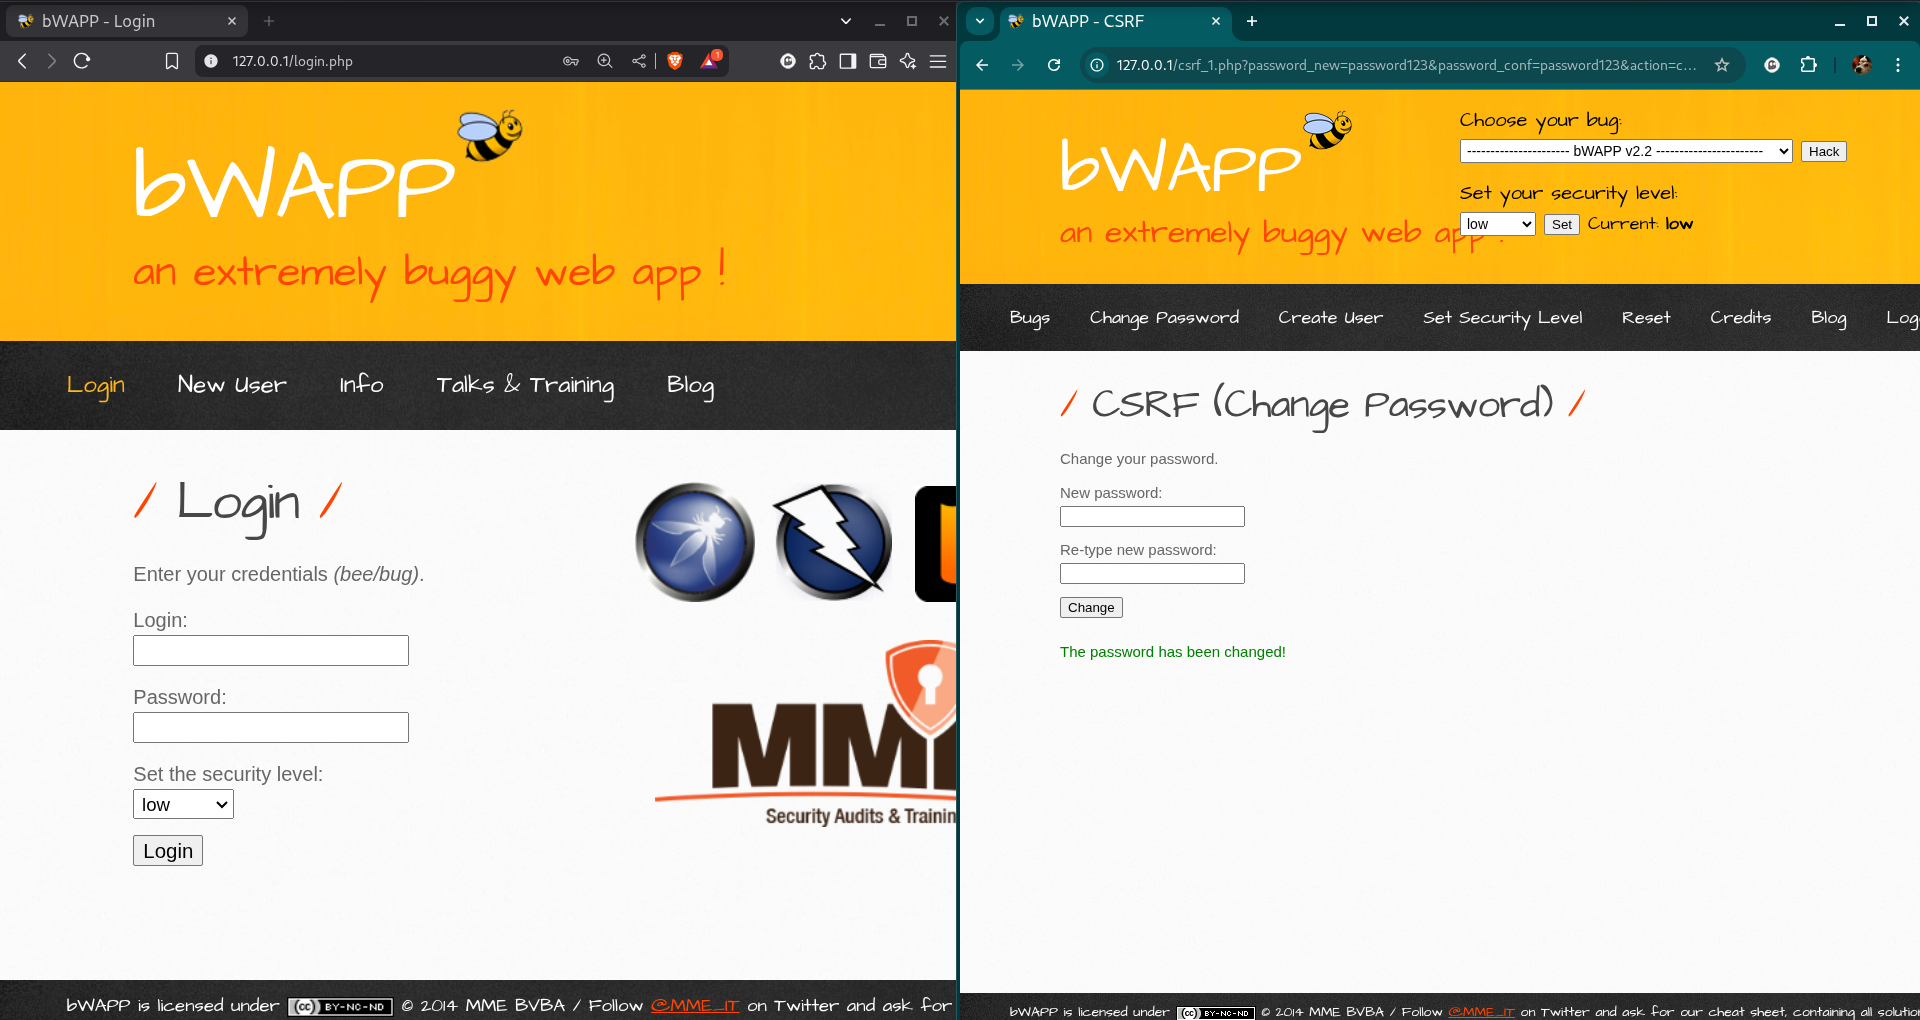 bWAPP - Login
127.0.0.1/login.php
1
bWAPP
an extremely buggy web app !
Login New User Info Talks & Training Blog
/ Login /
Enter your credentials (bee/bug).
Login:
Password:
Set the security level:
low
Login
MM
Security Audits & Trainin
bWAPP is licensed under BY-NC-ND © 2014 MME BVBA / Follow @MME_IT on Twitter and ask for
bWAPP - CSRF
127.0.0.1/csrf_1.php?password_new=password123&password_conf=password123&action=c...
bWAPP
an extremely buggy web app !
Choose your bug:
---------------------- bWAPP v2.2 ----------------------- Hack
Set your security level:
low Set Current: low
Bugs Change Password Create User Set Security Level Reset Credits Blog Log
/ CSRF (Change Password) /
Change your password.
New password:
Re-type new password:
Change
The password has been changed!
bWAPP is licensed under BY-NC-ND © 2014 MME BVBA / Follow @MME_IT on Twitter and ask for our cheat sheet, containing all solution